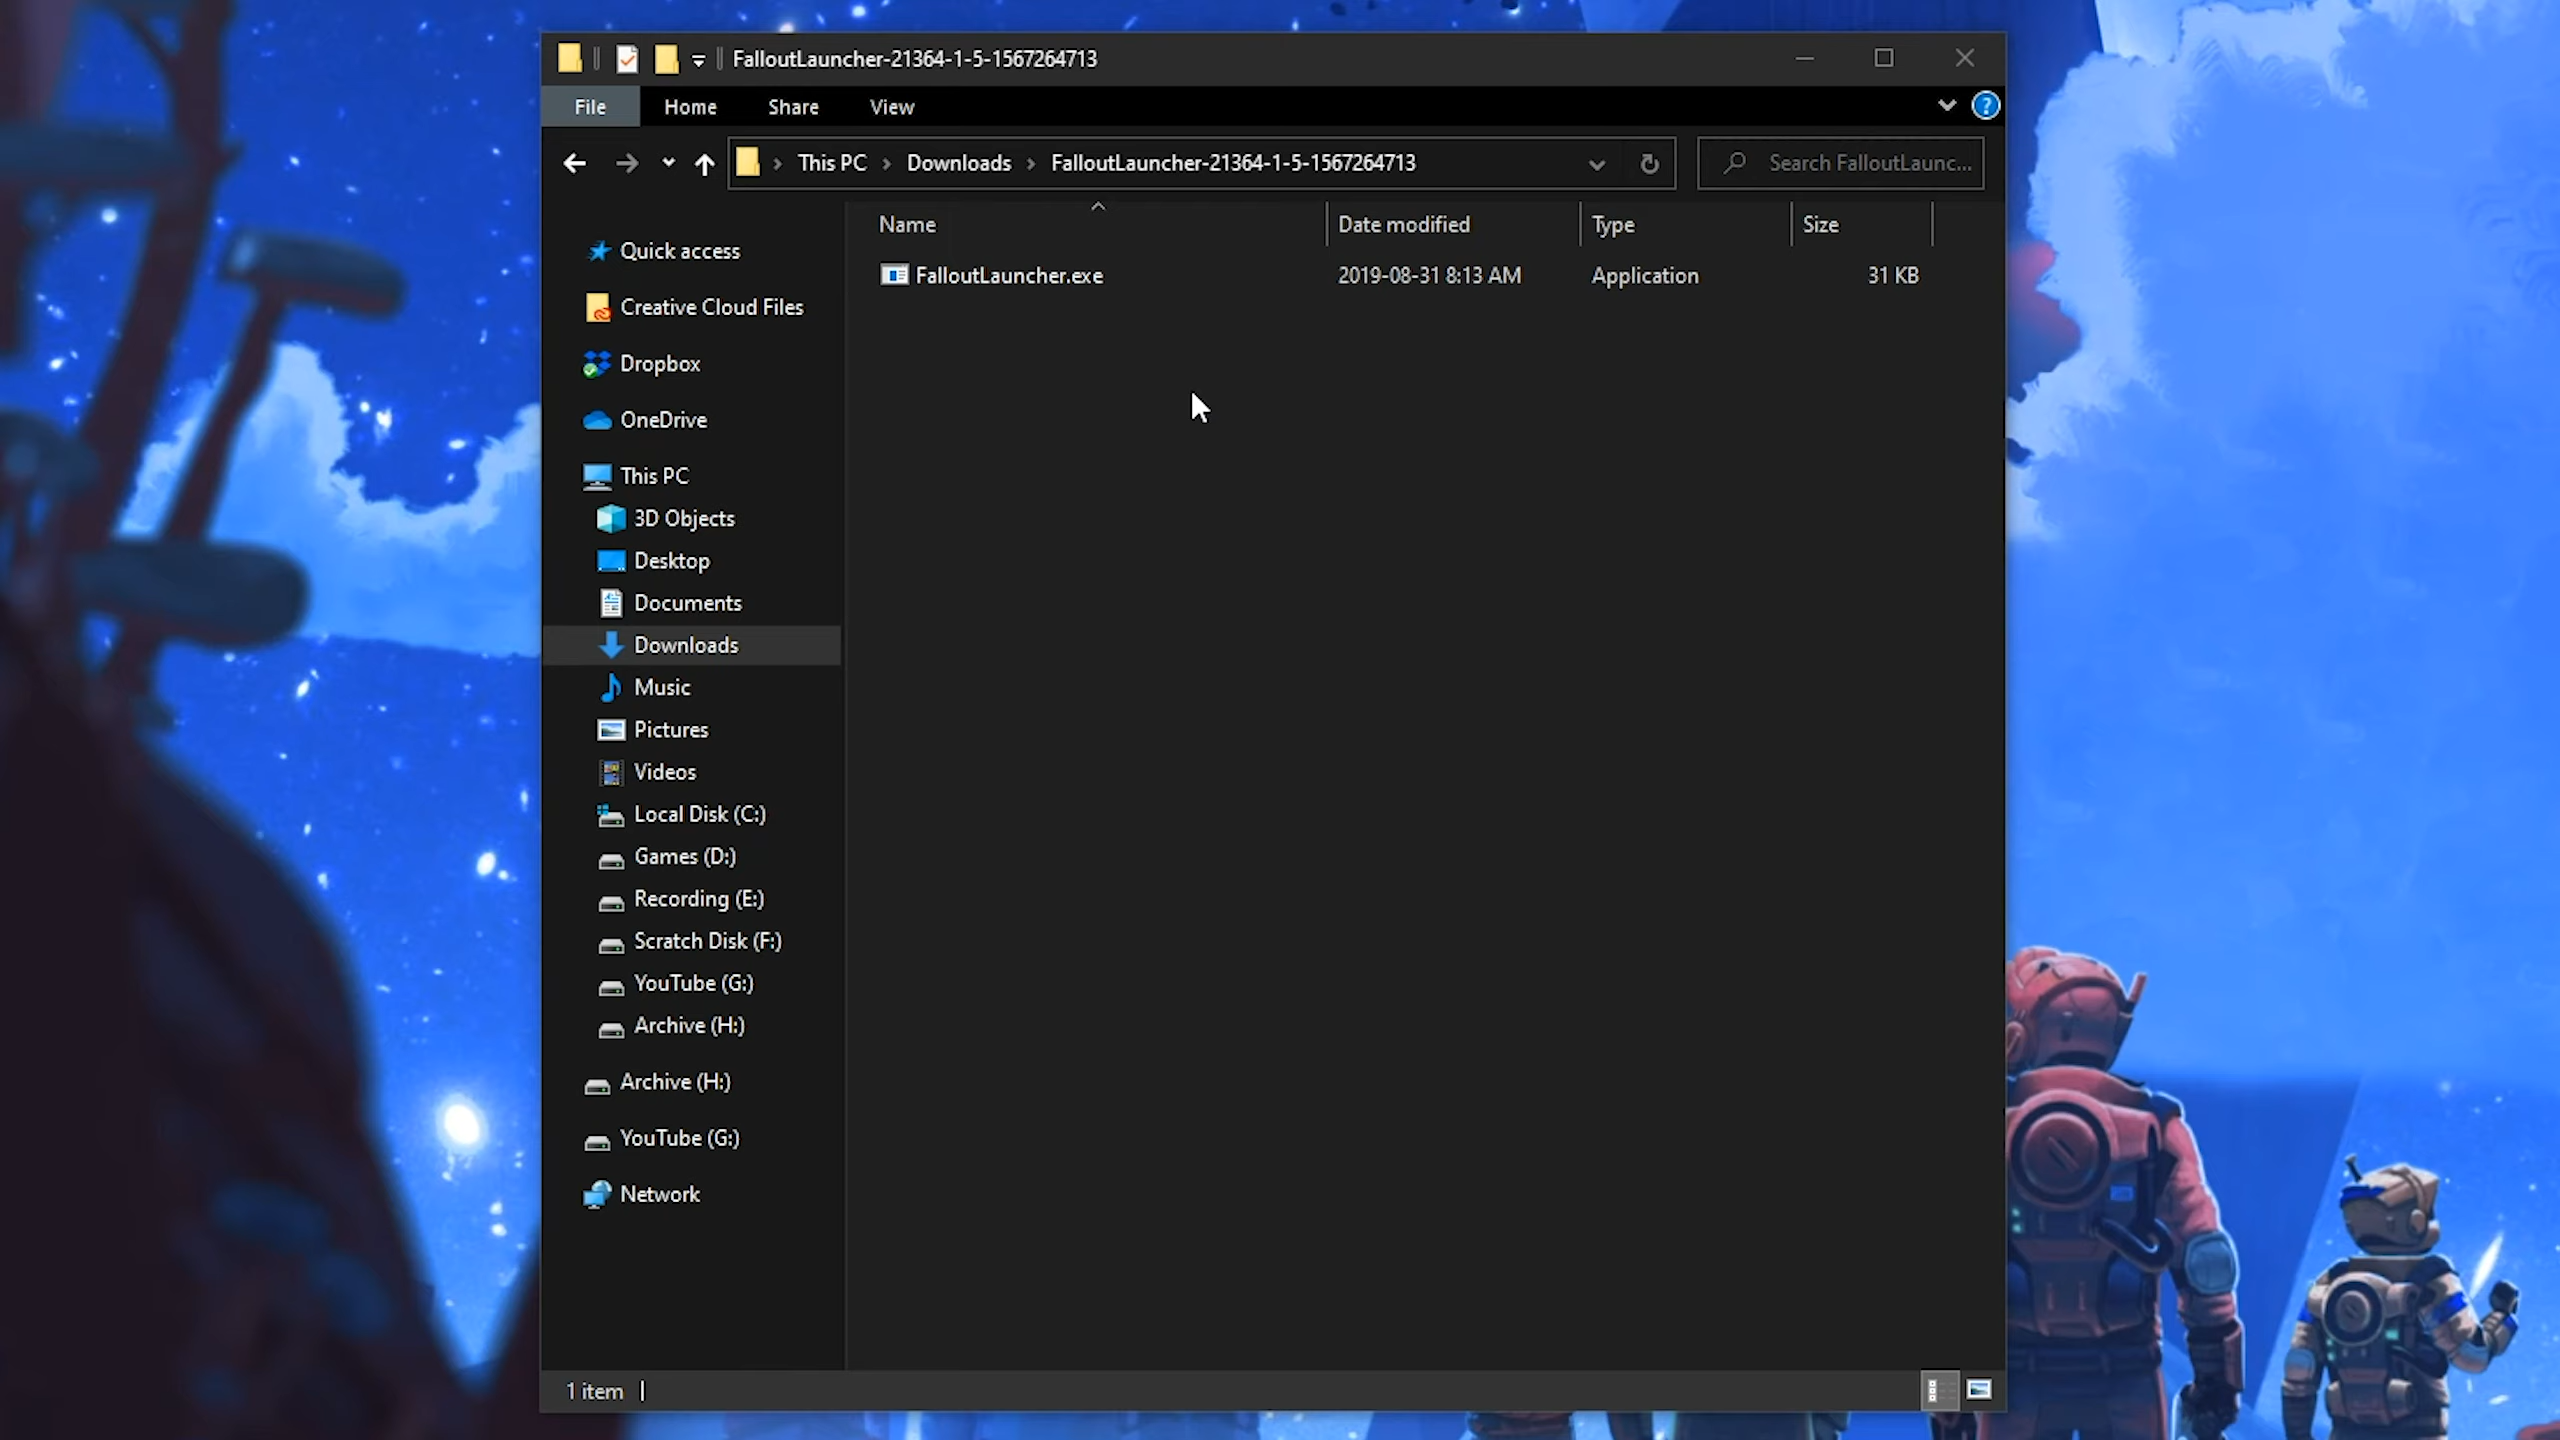 FalloutLauncher-21364-1-5-1567264713
File Home Share View
This PC Downloads FalloutLauncher-21364-1-5-1567264713 Search FalloutLaunc...
Name Date modified Type Size
FalloutLauncher.exe 2019-08-31 8:13 AM Application 31 KB
Quick access
Creative Cloud Files
Dropbox
OneDrive
This PC
3D Objects
Desktop
Documents
Downloads
Music
Pictures
Videos
Local Disk (C:)
Games (D:)
Recording (E:)
Scratch Disk (F:)
YouTube (G:)
Archive (H:)
Archive (H:)
YouTube (G:)
Network
1 item